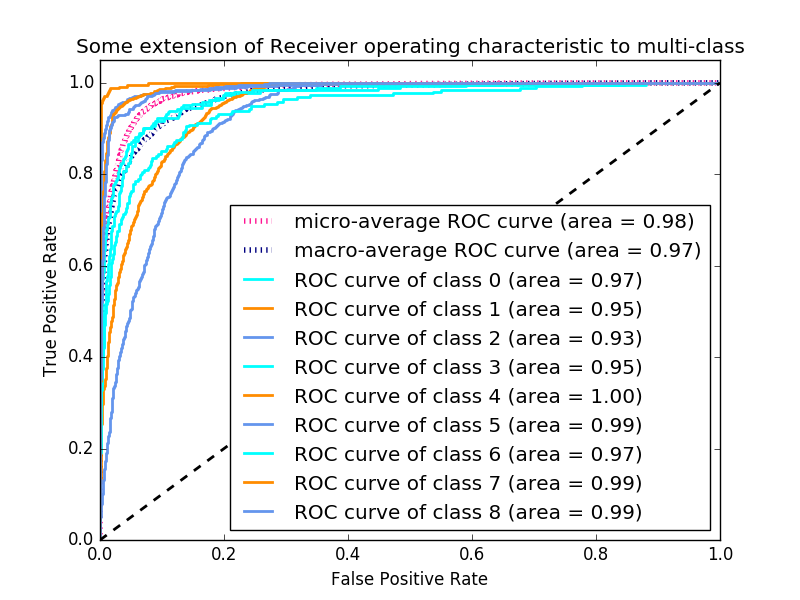 Some extension of Receiver operating characteristic to multi-class
1.0
0.8
0.6
0.4
0.2
0.0
True Positive Rate
micro-average ROC curve (area = 0.98)
macro-average ROC curve (area = 0.97)
ROC curve of class 0 (area = 0.97)
ROC curve of class 1 (area = 0.95)
ROC curve of class 2 (area = 0.93)
ROC curve of class 3 (area = 0.95)
ROC curve of class 4 (area = 1.00)
ROC curve of class 5 (area = 0.99)
ROC curve of class 6 (area = 0.97)
ROC curve of class 7 (area = 0.99)
ROC curve of class 8 (area = 0.99)
0.0 0.2 0.4 0.6 0.8 1.0
False Positive Rate